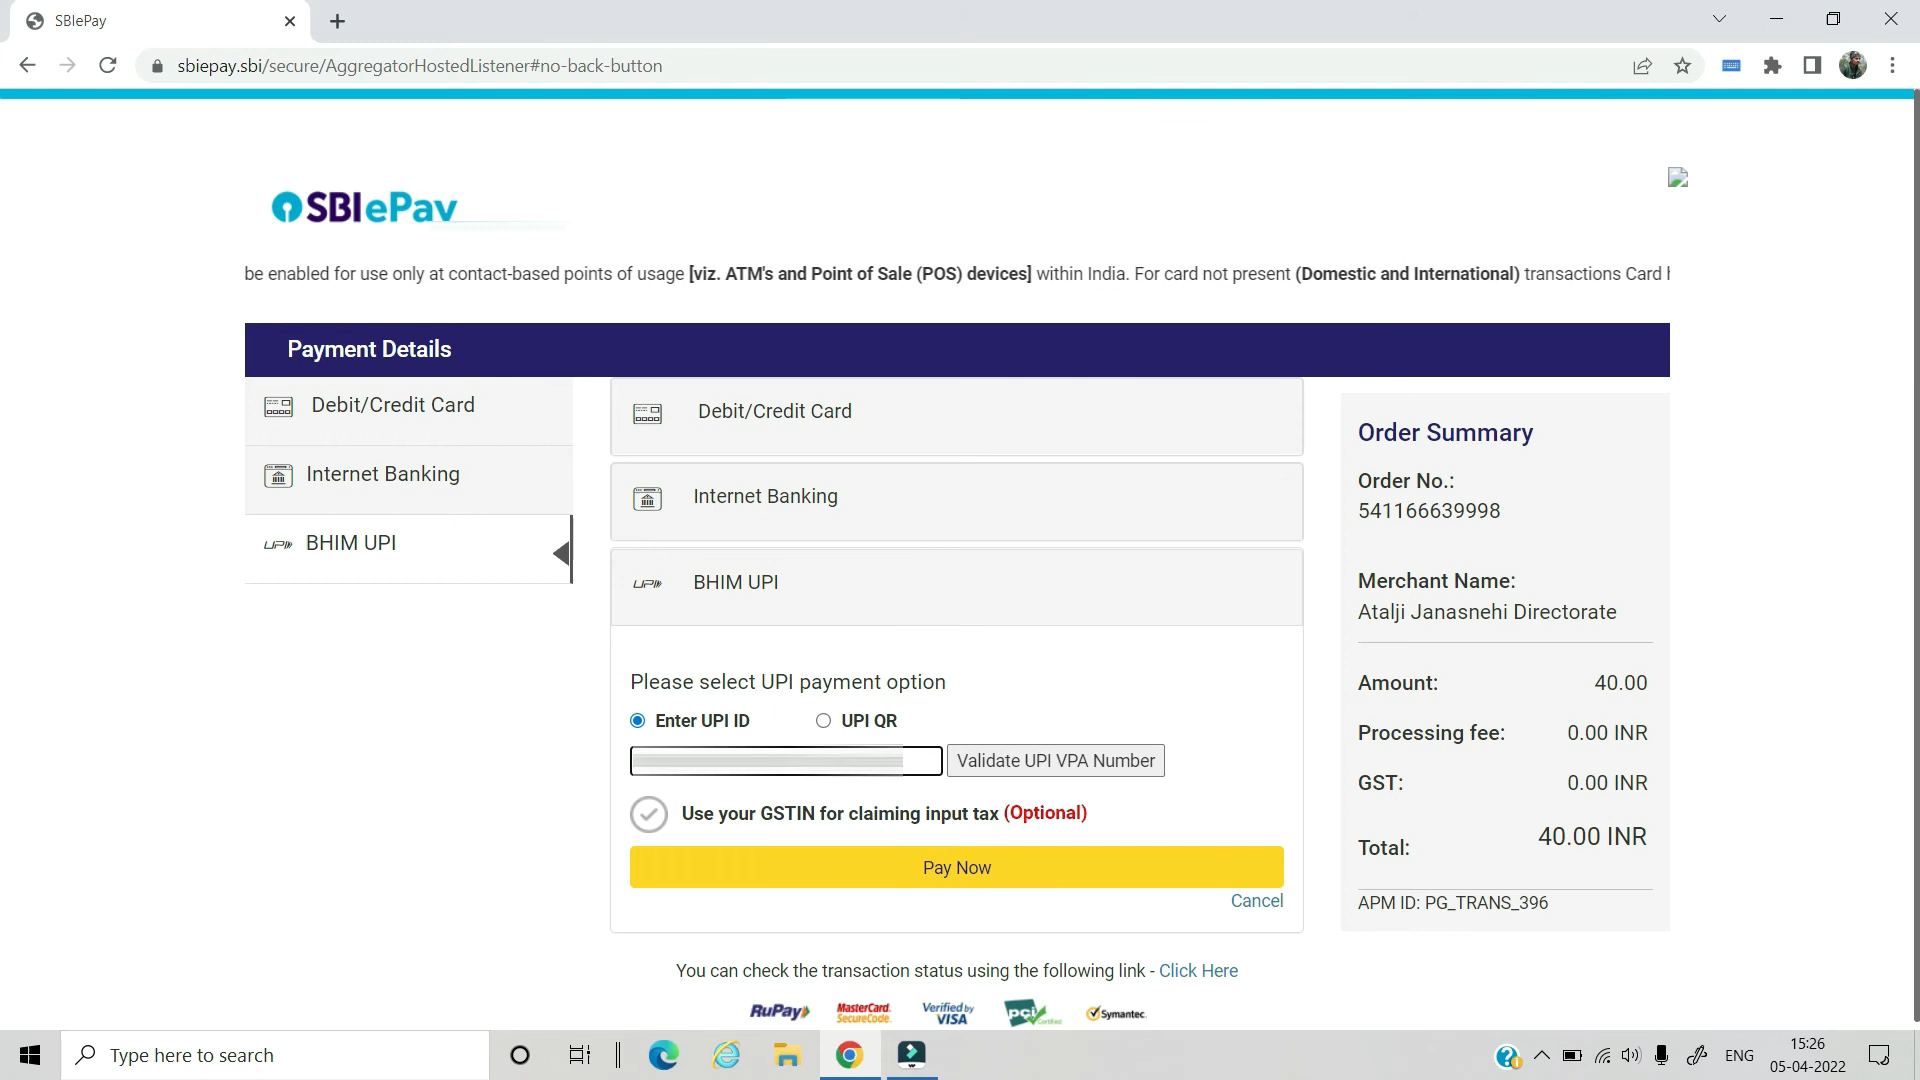 SBIePay
sbiepay.sbi/secure/AggregatorHostedListener#no-back-button
SBIePay
be enabled for use only at contact-based points of usage [viz. ATM's and Point of Sale (POS) devices] within India. For card not present (Domestic and International) transactions Card
Payment Details
Debit/Credit Card
Internet Banking
UPI BHIM UPI
Debit/Credit Card
Internet Banking
UPI BHIM UPI
Please select UPI payment option
Enter UPI ID UPI QR
Validate UPI VPA Number
Use your GSTIN for claiming input tax (Optional)
Pay Now
Cancel
Order Summary
Order No.:
541166639998
Merchant Name:
Atalji Janasnehi Directorate
Amount: 40.00
Processing fee: 0.00 INR
GST: 0.00 INR
Total: 40.00 INR
APM ID: PG_TRANS_396
You can check the transaction status using the following link - Click Here
RuPay
MasterCard.
SecureCode.
Verified by
VISA
pci
Certified
Symantec.
Type here to search
ENG
15:26
05-04-2022